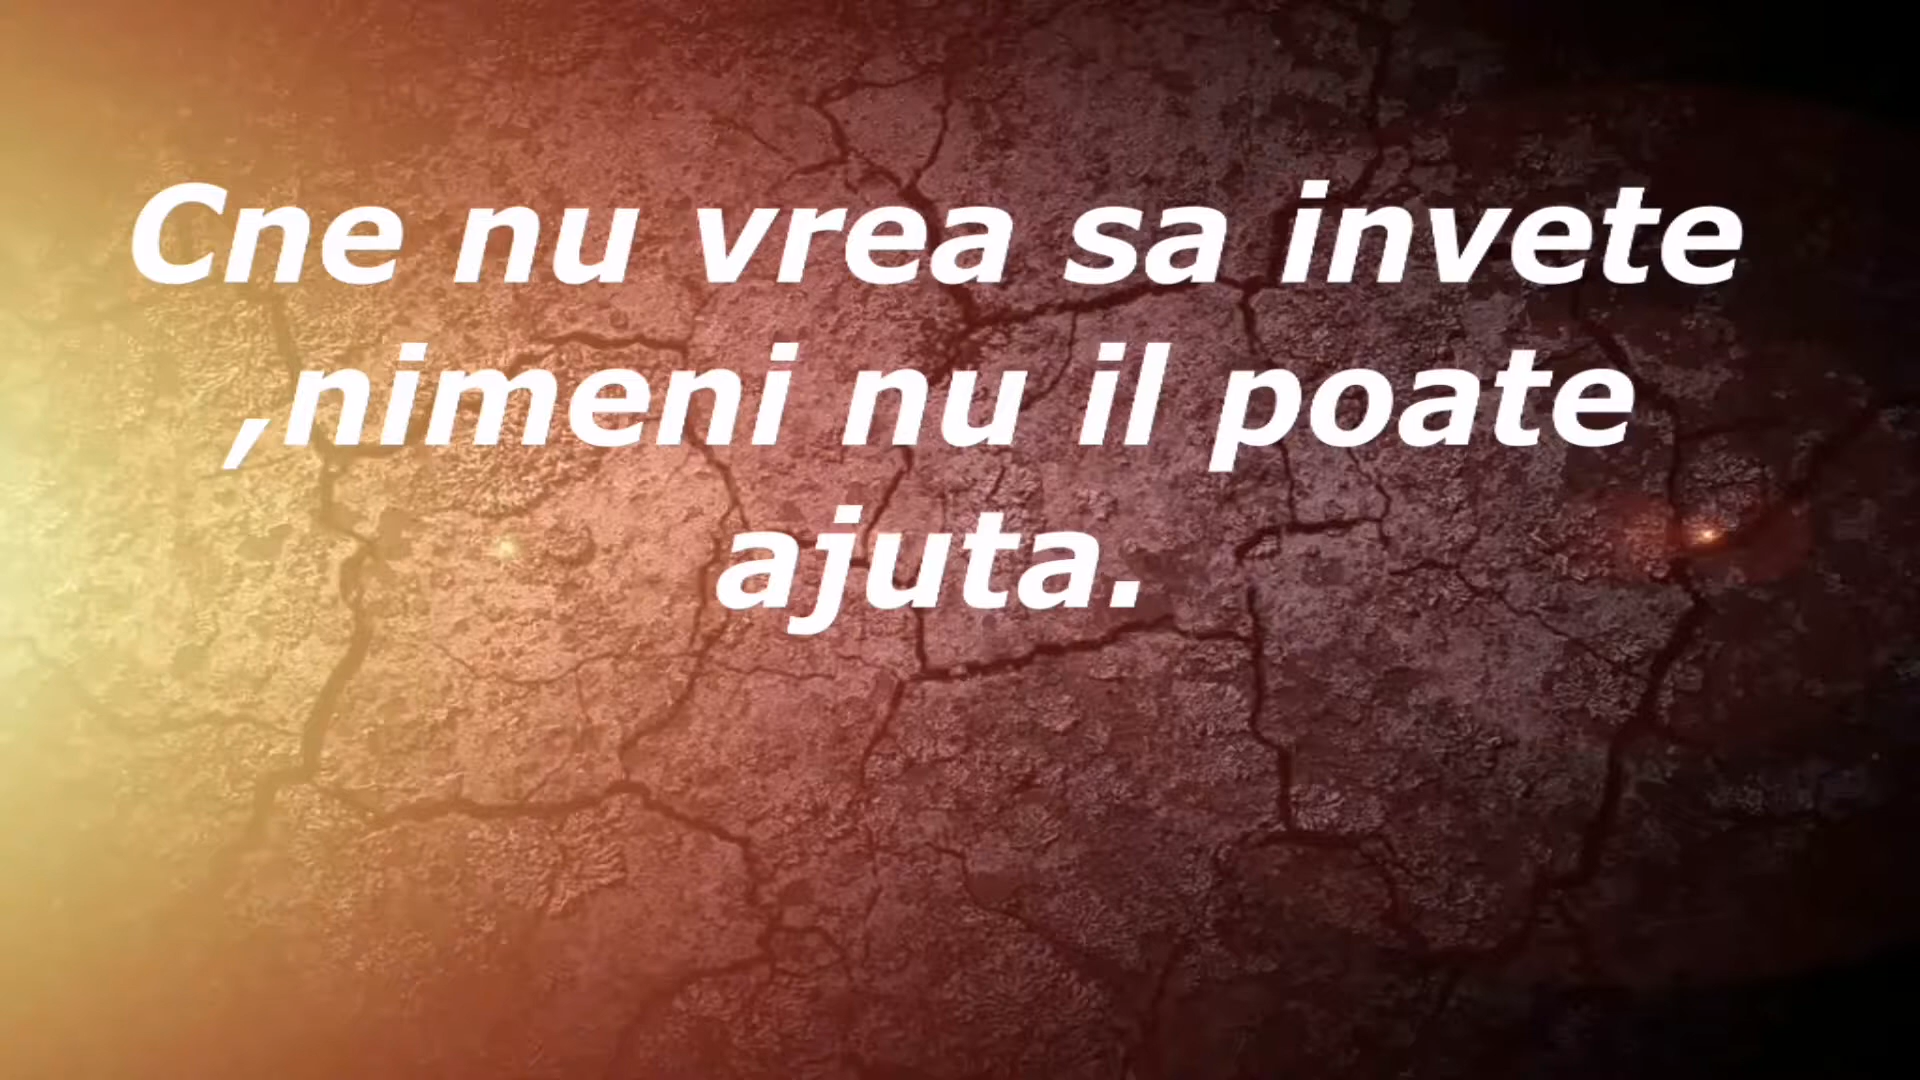 Cne nu vrea sa invete
,nimeni nu il poate
ajuta.